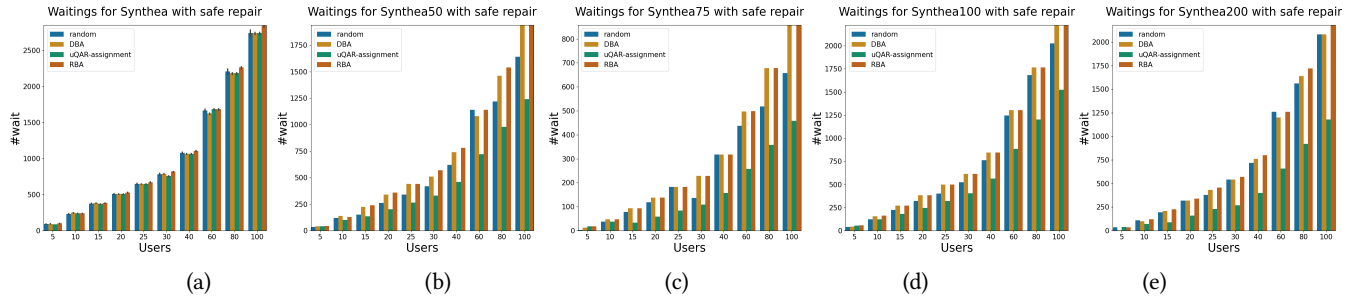 Waitings for Synthea with safe repair
random
DBA
uQAR-assignment
RBA
#wait
2500
2000
1500
1000
500
0
5 10 15 20 25 30 40 60 80 100
Users
(a)
Waitings for Synthea50 with safe repair
random
DBA
uQAR-assignment
RBA
#wait
1750
1500
1250
1000
750
500
250
0
5 10 15 20 25 30 40 60 80 100
Users
(b)
Waitings for Synthea75 with safe repair
random
DBA
uQAR-assignment
RBA
#wait
800
700
600
500
400
300
200
100
0
5 10 15 20 25 30 40 60 80 100
Users
(c)
Waitings for Synthea100 with safe repair
random
DBA
uQAR-assignment
RBA
#wait
2000
1750
1500
1250
1000
750
500
250
0
5 10 15 20 25 30 40 60 80 100
Users
(d)
Waitings for Synthea200 with safe repair
random
DBA
uQAR-assignment
RBA
#wait
2000
1750
1500
1250
1000
750
500
250
0
5 10 15 20 25 30 40 60 80 100
Users
(e)